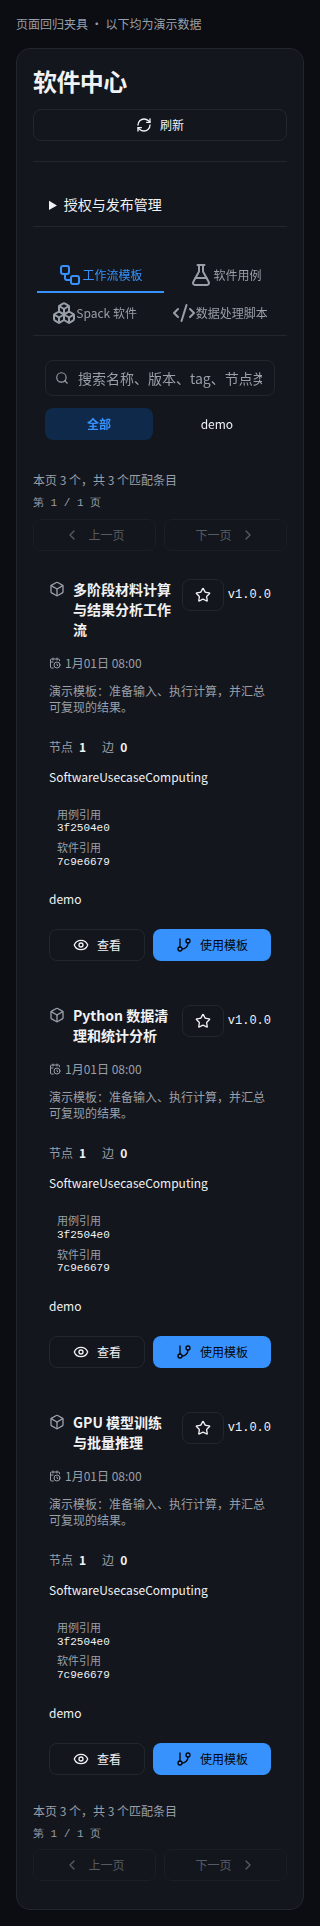 页面回归夹具 · 以下均为演示数据
软件中心
刷新
授权与发布管理
工作流模板
软件用例
Spack 软件
数据处理脚本
搜索名称、版本、tag、节点类
全部
demo
本页 3 个，共 3 个匹配条目
第 1 / 1 页
上一页
下一页
多阶段材料计算
与结果分析工作
流
v1.0.0
1月01日 08:00
演示模板：准备输入、执行计算，并汇总
可复现的结果。
节点 1 边 0
SoftwareUsecaseComputing
用例引用
3f2504e0
软件引用
7c9e6679
demo
查看
使用模板
Python 数据清
理和统计分析
v1.0.0
1月01日 08:00
演示模板：准备输入、执行计算，并汇总
可复现的结果。
节点 1 边 0
SoftwareUsecaseComputing
用例引用
3f2504e0
软件引用
7c9e6679
demo
查看
使用模板
GPU 模型训练
与批量推理
v1.0.0
1月01日 08:00
演示模板：准备输入、执行计算，并汇总
可复现的结果。
节点 1 边 0
SoftwareUsecaseComputing
用例引用
3f2504e0
软件引用
7c9e6679
demo
查看
使用模板
本页 3 个，共 3 个匹配条目
第 1 / 1 页
上一页
下一页